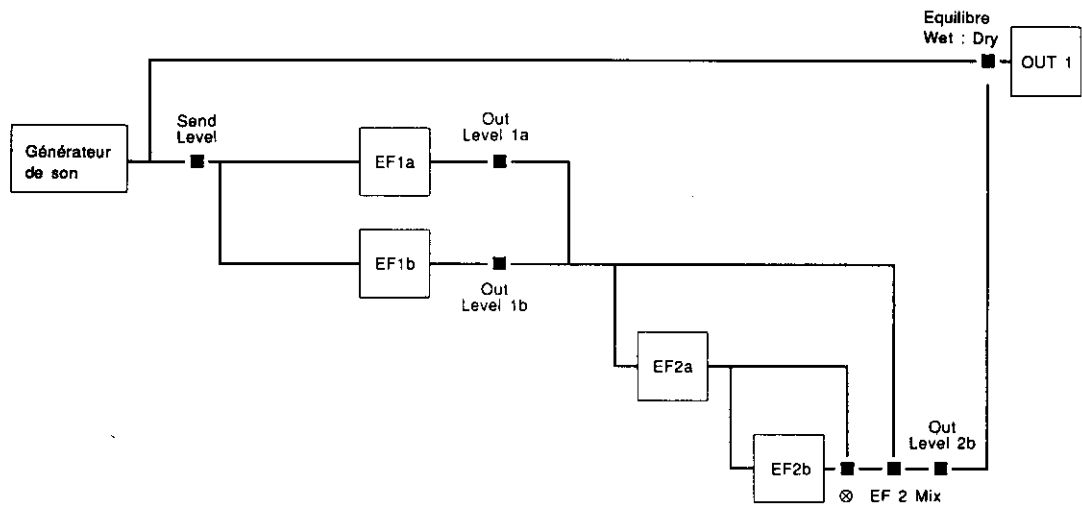 Equilibre
Wet : Dry
OUT 1
Send
Level
Out
Level 1a
Générateur
de son
EF1a
EF1b
Out
Level 1b
EF2a
Out
Level 2b
EF2b
⊗ EF 2 Mix